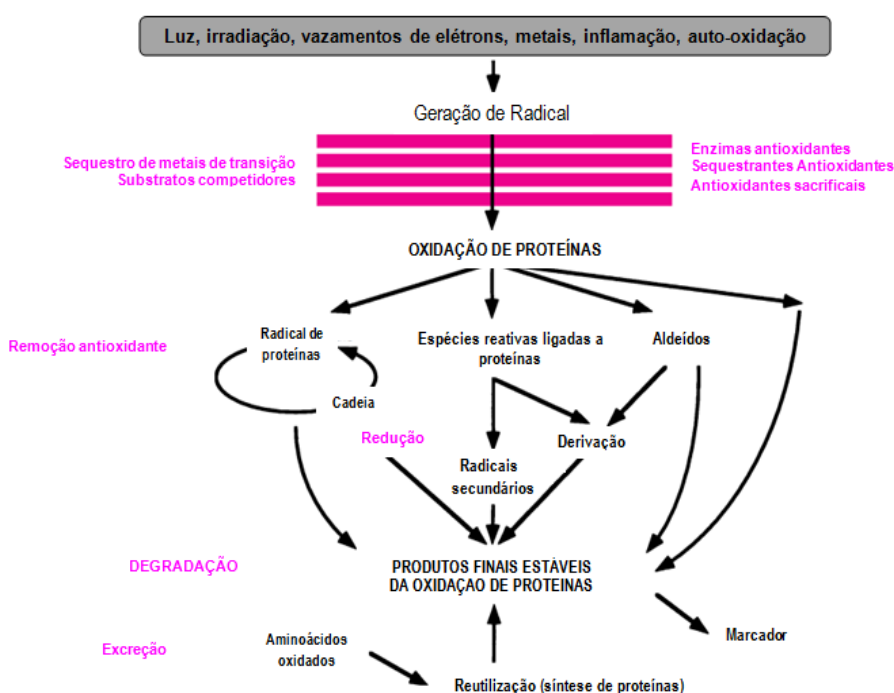 Luz, irradiação, vazamentos de elétrons, metais, inflamação, auto-oxidação
Geração de Radical
Sequestro de metais de transição
Substratos competidores
Enzimas antioxidantes
Sequestrantes Antioxidantes
Antioxidantes sacrificais
OXIDAÇÃO DE PROTEÍNAS
Remoção antioxidante
Radical de
proteínas
Espécies reativas ligadas a
proteínas
Aldeídos
Cadeia
Redução
Derivação
Radicais
secundários
DEGRADAÇÃO
PRODUTOS FINAIS ESTÁVEIS
DA OXIDAÇAO DE PROTEINAS
Marcador
Excreção
Aminoácidos
oxidados
Reutilização (síntese de proteínas)